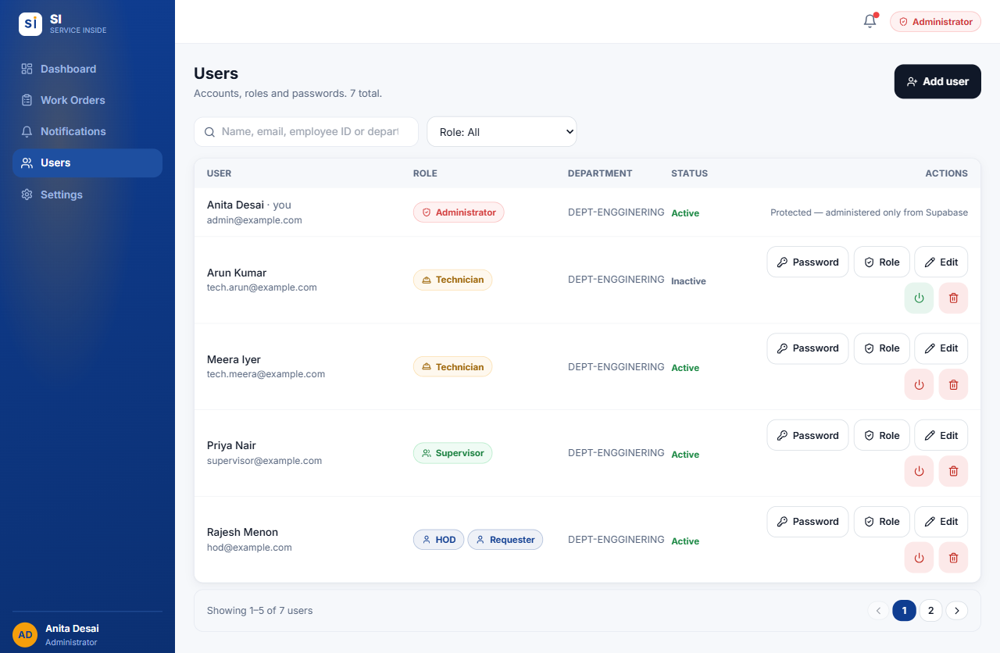 si SI
SERVICE INSIDE
Administrator
Dashboard
Work Orders
Notifications
Users
Settings
Users
Accounts, roles and passwords. 7 total.
Add user
Name, email, employee ID or depart
Role: All
USER ROLE DEPARTMENT STATUS ACTIONS
Anita Desai · you
admin@example.com
Administrator
DEPT-ENGGINERING
Active
Protected — administered only from Supabase
Arun Kumar
tech.arun@example.com
Technician
DEPT-ENGGINERING
Inactive
Password Role Edit
Meera Iyer
tech.meera@example.com
Technician
DEPT-ENGGINERING
Active
Password Role Edit
Priya Nair
supervisor@example.com
Supervisor
DEPT-ENGGINERING
Active
Password Role Edit
Rajesh Menon
hod@example.com
HOD Requester
DEPT-ENGGINERING
Active
Password Role Edit
Showing 1–5 of 7 users
1 2
AD
Anita Desai
Administrator